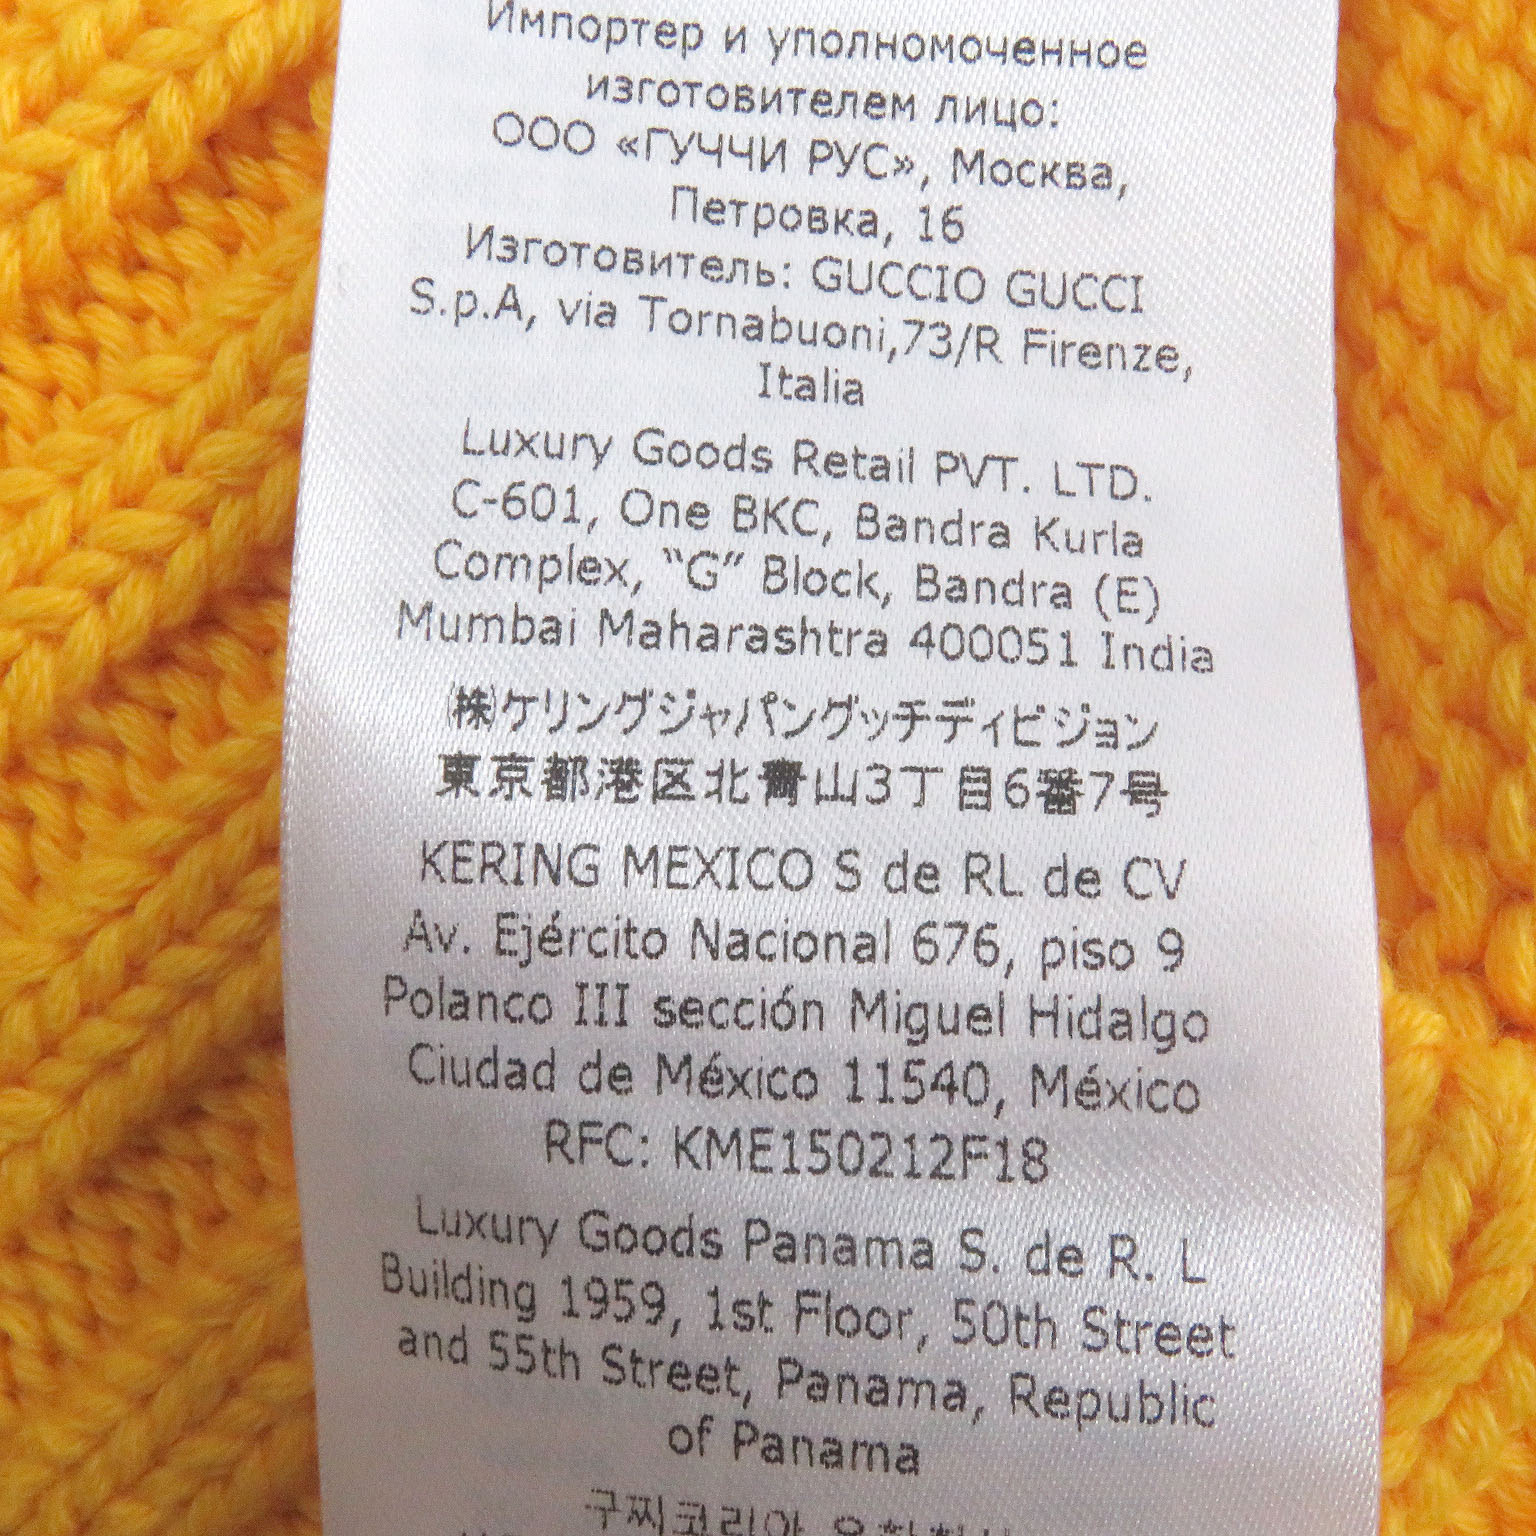 Импортер и уполномоченное
изготовителем лицо:
ООО «ГУЧЧИ РУС», Москва,
Петровка, 16
Изготовитель: GUCCIO GUCCI
S.p.A, via Tornabuoni,73/R Firenze,
Italia
Luxury Goods Retail PVT. LTD.
C-601, One BKC, Bandra Kurla
Complex, “G” Block, Bandra (E)
Mumbai Maharashtra 400051 India
㈱ケリングジャパングッチディビジョン
東京都港区北青山3丁目6番7号
KERING MEXICO S de RL de CV
Av. Ejército Nacional 676, piso 9
Polanco III sección Miguel Hidalgo
Ciudad de México 11540, México
RFC: KME150212F18
Luxury Goods Panama S. de R. L
Building 1959, 1st Floor, 50th Street
and 55th Street, Panama, Republic
of Panama
구찌코리아